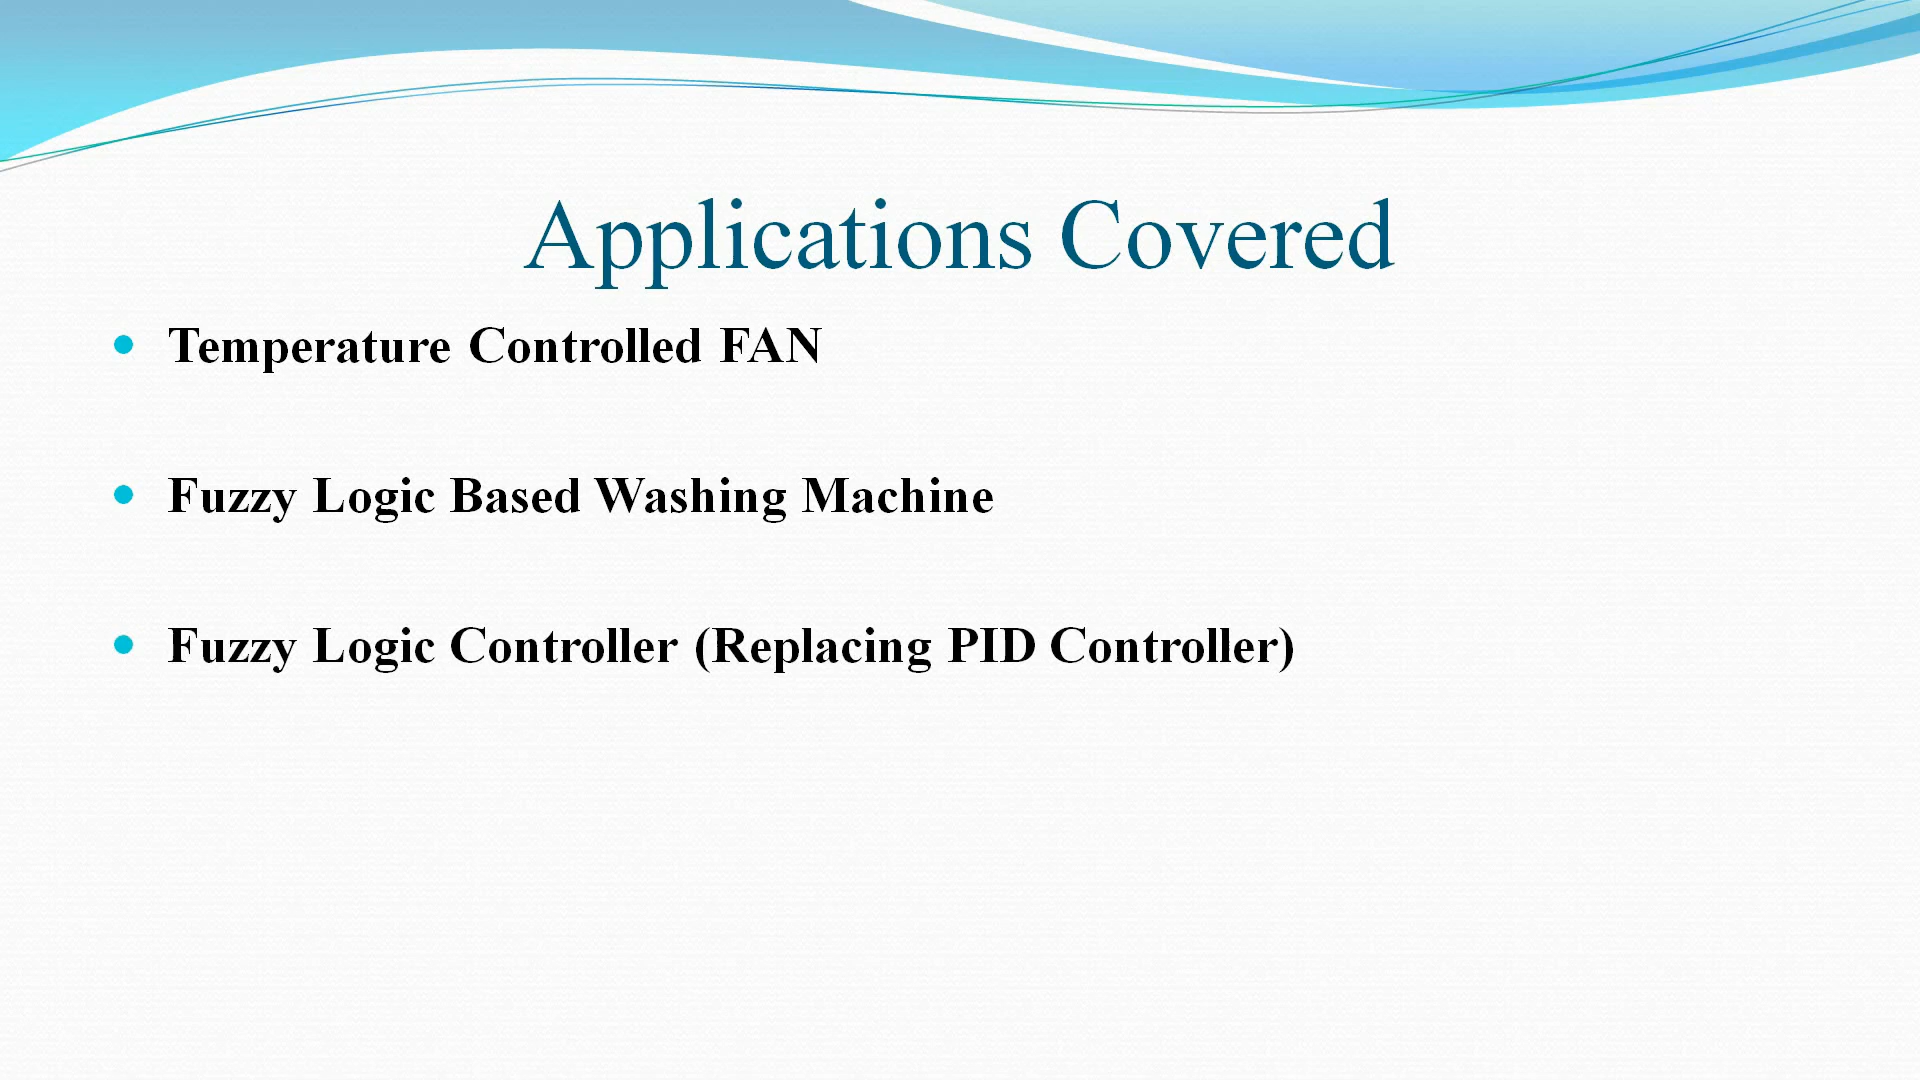 Applications Covered
Temperature Controlled FAN
Fuzzy Logic Based Washing Machine
Fuzzy Logic Controller (Replacing PID Controller)